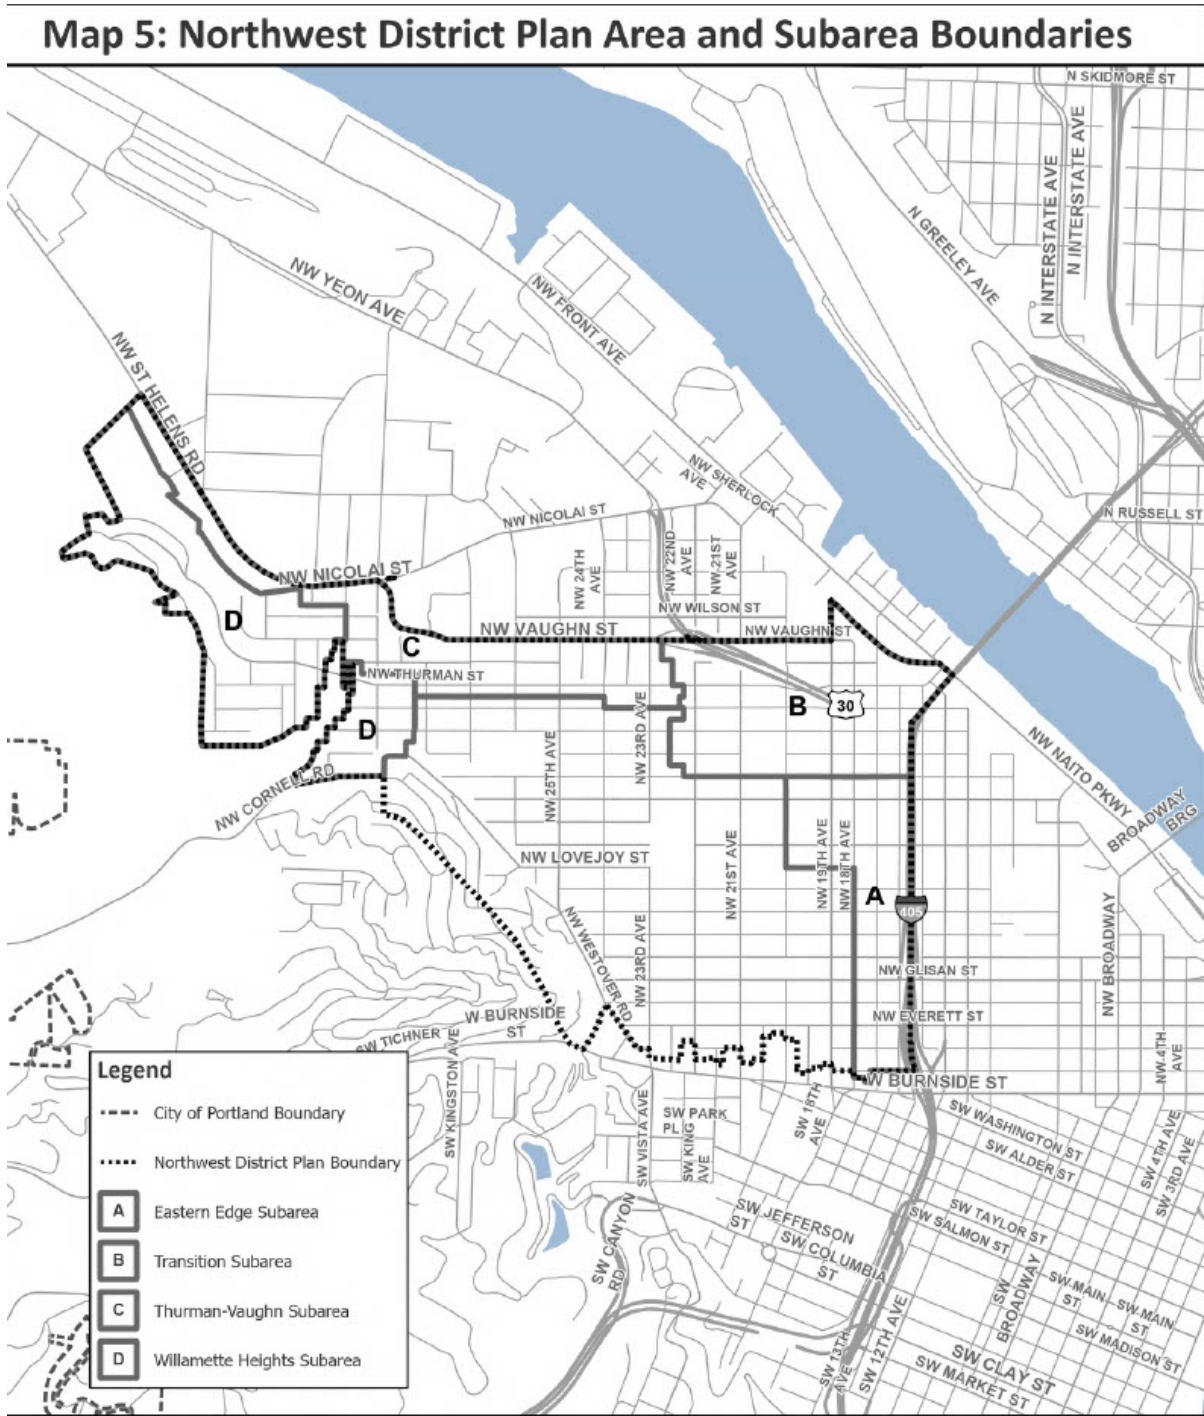 Map 5: Northwest District Plan Area and Subarea Boundaries
N SKIDMORE ST
N INTERSTATE AVE
N INTERSTATE AVE
N GREELEY AVE
NW YEON AVE
NW FRONT AVE
NW ST HELENS RD
NW SHERLOCK
AVE
NW NICOLAI ST
N RUSSELL ST
NW 24TH
AVE
NW 22ND
AVE
NW 21ST
AVE
NW NICOLAI ST
NW WILSON ST
D
C
NW VAUGHN ST
NW VAUGHN ST
NW THURMAN ST
B
30
D
NW 23RD AVE
NW 25TH AVE
NW NAITO PKWY
NW CORNELL RD
BROADWAY
BRG
NW LOVEJOY ST
NW 21ST AVE
NW 19TH AVE
NW 18TH AVE
A
405
NW WESTOVER RD
NW 23RD AVE
NW BROADWAY
NW GLISAN ST
NW EVERETT ST
W BURNSIDE
ST
SW TICHNER
NW 4TH
AVE
W BURNSIDE ST
SW KINGSTON AVE
SW VISTA AVE
SW PARK
PL
SW KING
AVE
SW 18TH
AVE
SW WASHINGTON ST
SW ALDER ST
SW 4TH AVE
SW 3RD AVE
SW JEFFERSON
ST
SW COLUMBIA
ST
SW TAYLOR ST
SW SALMON ST
SW CANYON
RD
SW
BROADWAY
SW MAIN
ST
SW MAIN
ST
SW MADISON ST
SW 13TH
AVE
SW 12TH AVE
SW CLAY ST
SW MARKET ST
Legend
City of Portland Boundary
Northwest District Plan Boundary
A Eastern Edge Subarea
B Transition Subarea
C Thurman-Vaughn Subarea
D Willamette Heights Subarea